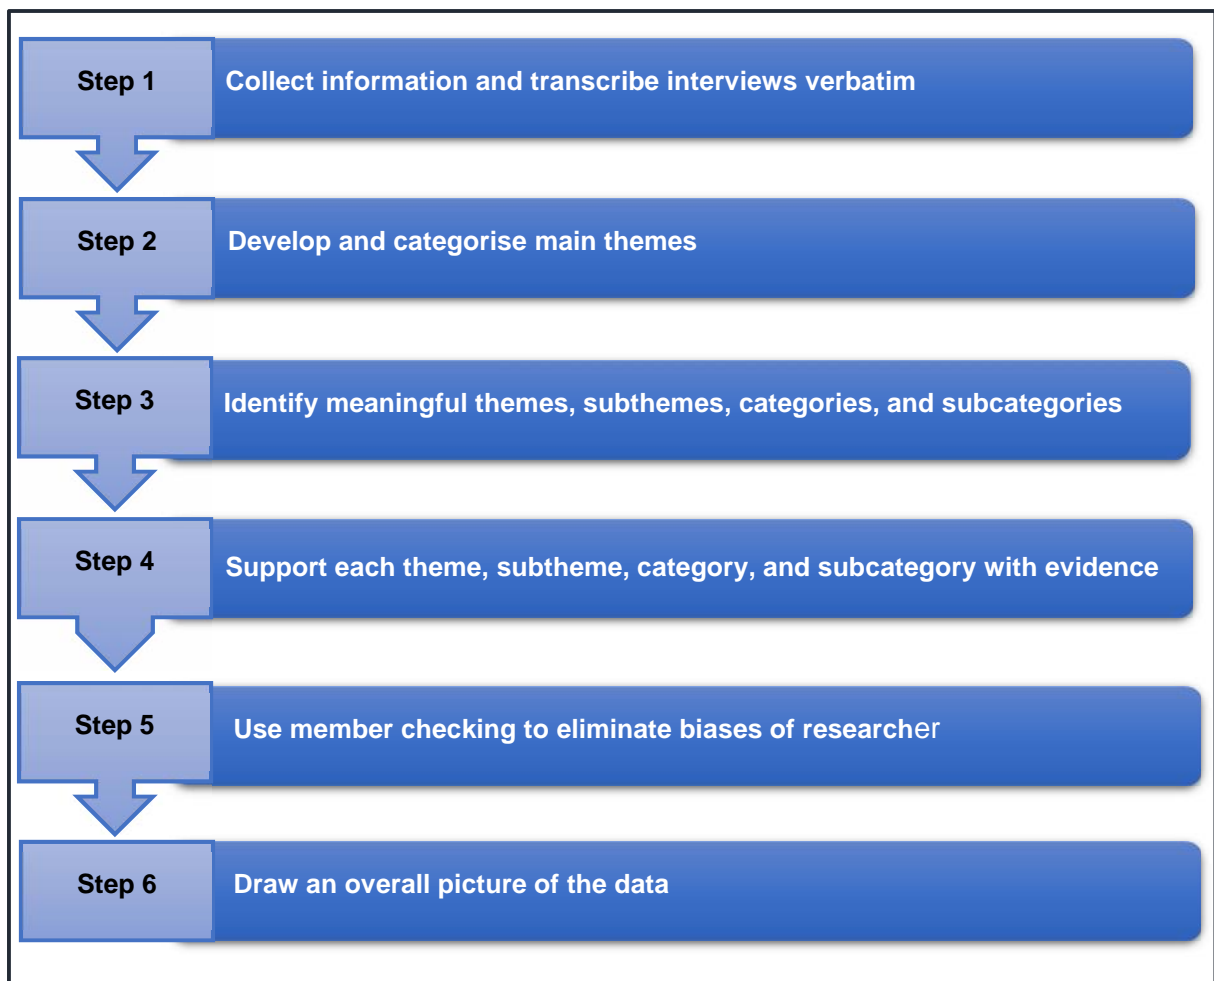 Step 1
Collect information and transcribe interviews verbatim
Step 2
Develop and categorise main themes
Step 3
Identify meaningful themes, subthemes, categories, and subcategories
Step 4
Support each theme, subtheme, category, and subcategory with evidence
Step 5
Use member checking to eliminate biases of researcher
Step 6
Draw an overall picture of the data